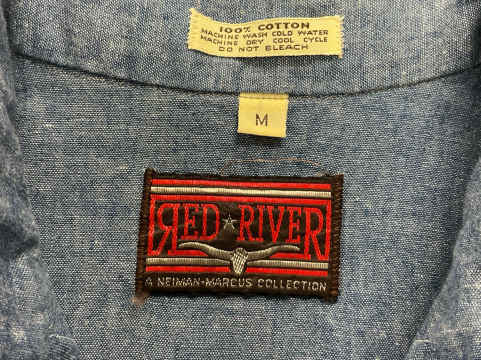 100% COTTON
MACHINE WASH COLD WATER
MACHINE DRY COOL CYCLE
DO NOT BLEACH
M
RED RIVER
A NEIMAN-MARCUS COLLECTION